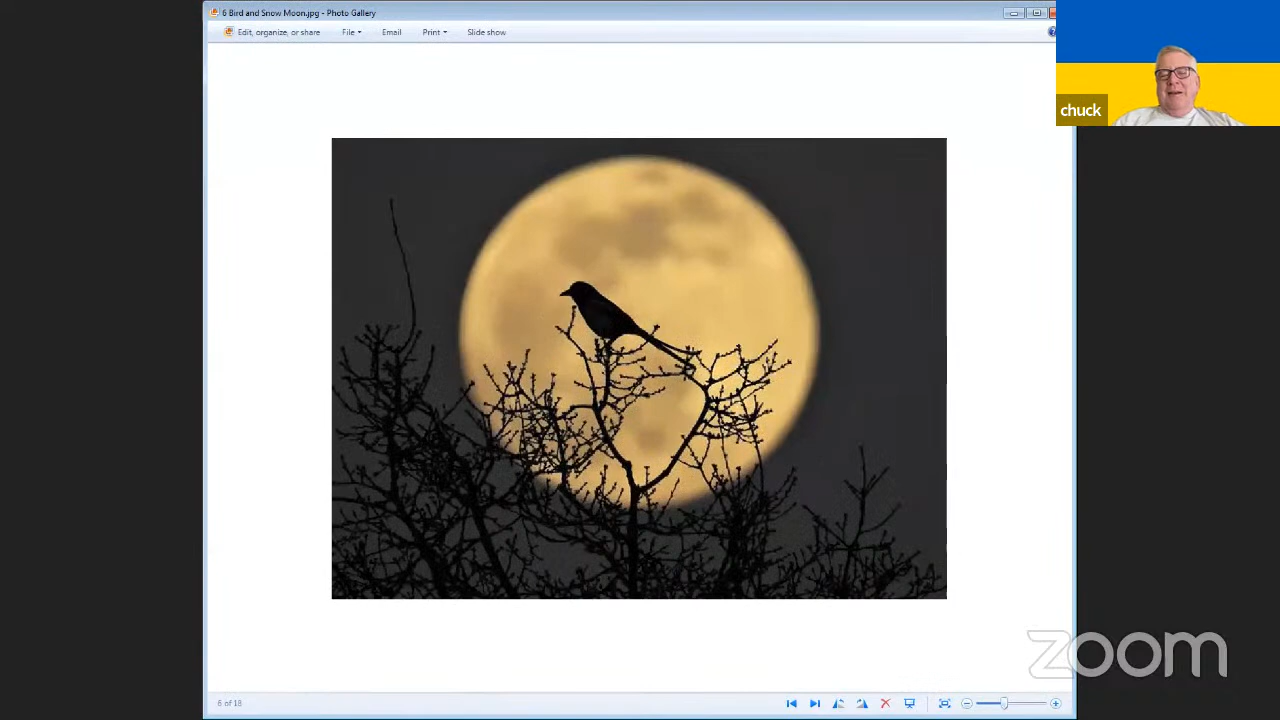 6 Bird and Snow Moon.jpg - Photo Gallery
Edit, organize, or share File Email Print Slide show
chuck
6 of 18
zoom